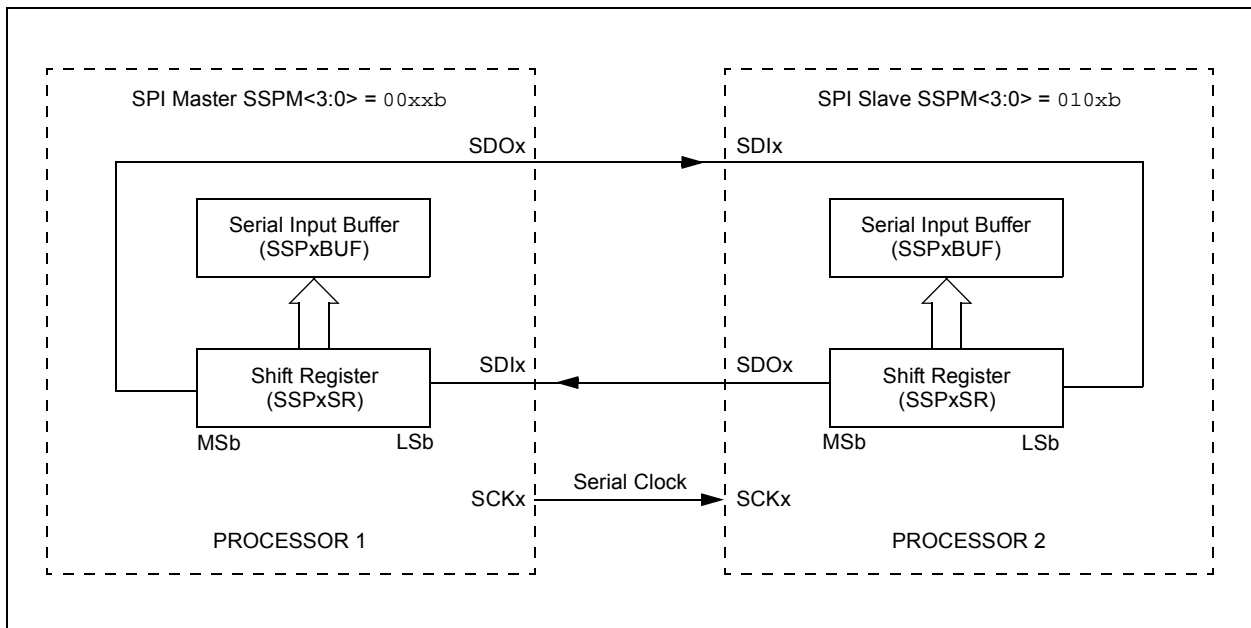 SPI Master SSPM<3:0> = 00xxb
SDOx
Serial Input Buffer
(SSPxBUF)
Shift Register
(SSPxSR)
MSb
LSb
SDIx
SCKx
PROCESSOR 1
Serial Clock
SPI Slave SSPM<3:0> = 010xb
SDIx
Serial Input Buffer
(SSPxBUF)
SDOx
Shift Register
(SSPxSR)
MSb
LSb
SCKx
PROCESSOR 2